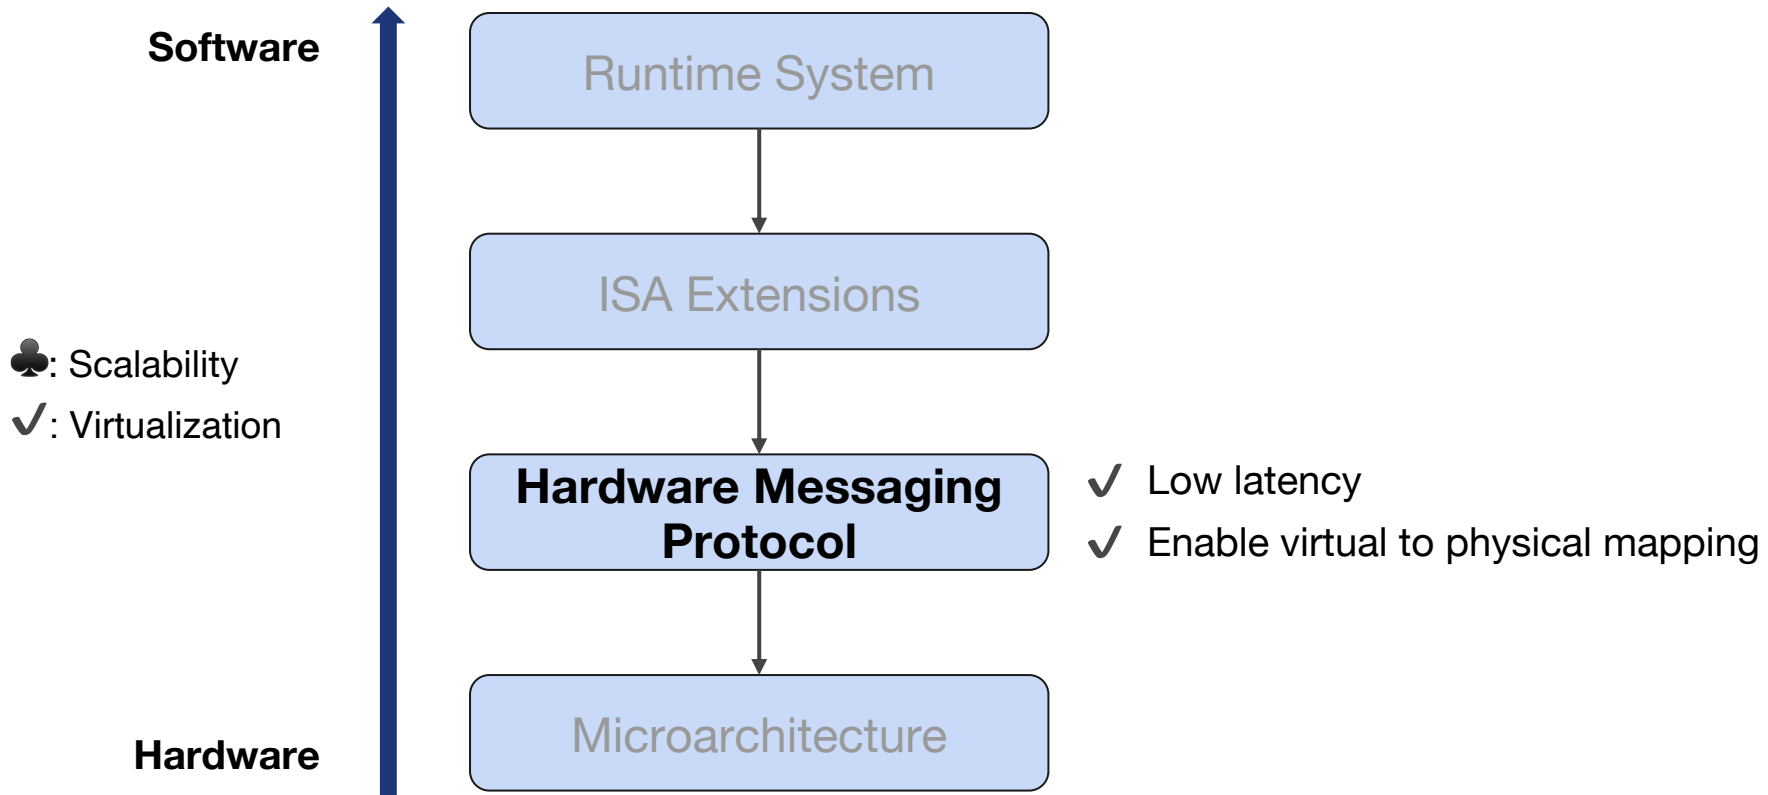 Software
Runtime System
ISA Extensions
♣: Scalability
✓: Virtualization
Hardware Messaging
Protocol
✓ Low latency
✓ Enable virtual to physical mapping
Microarchitecture
Hardware